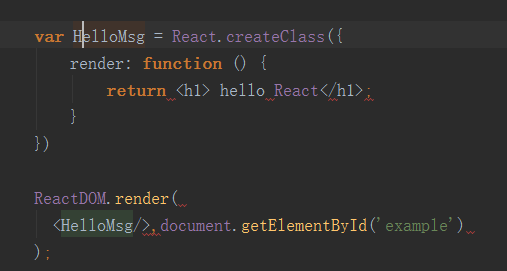 var HelloMsg = React.createClass({
    render: function () {
        return <h1> hello React</h1>;
    }
})

ReactDOM.render(
  <HelloMsg/>,document.getElementById('example')
);